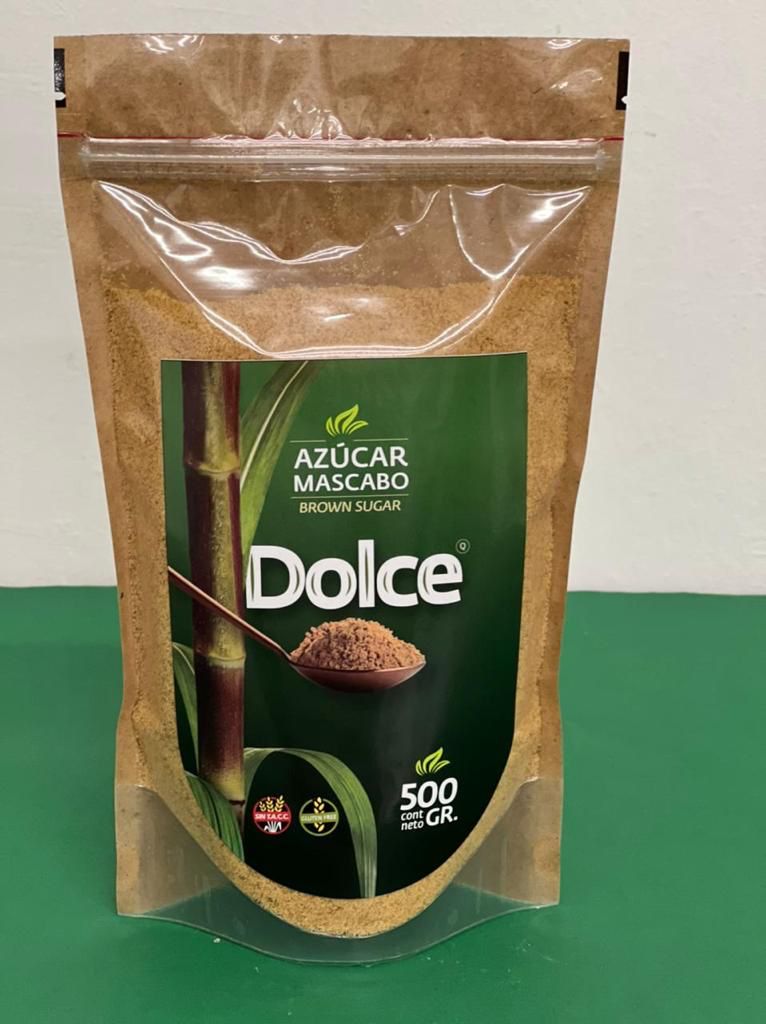 AZÚCAR
MASCABO
BROWN SUGAR
Dolce
500
cont
neto GR.
SIN T.A.C.C.
GLUTEN FREE